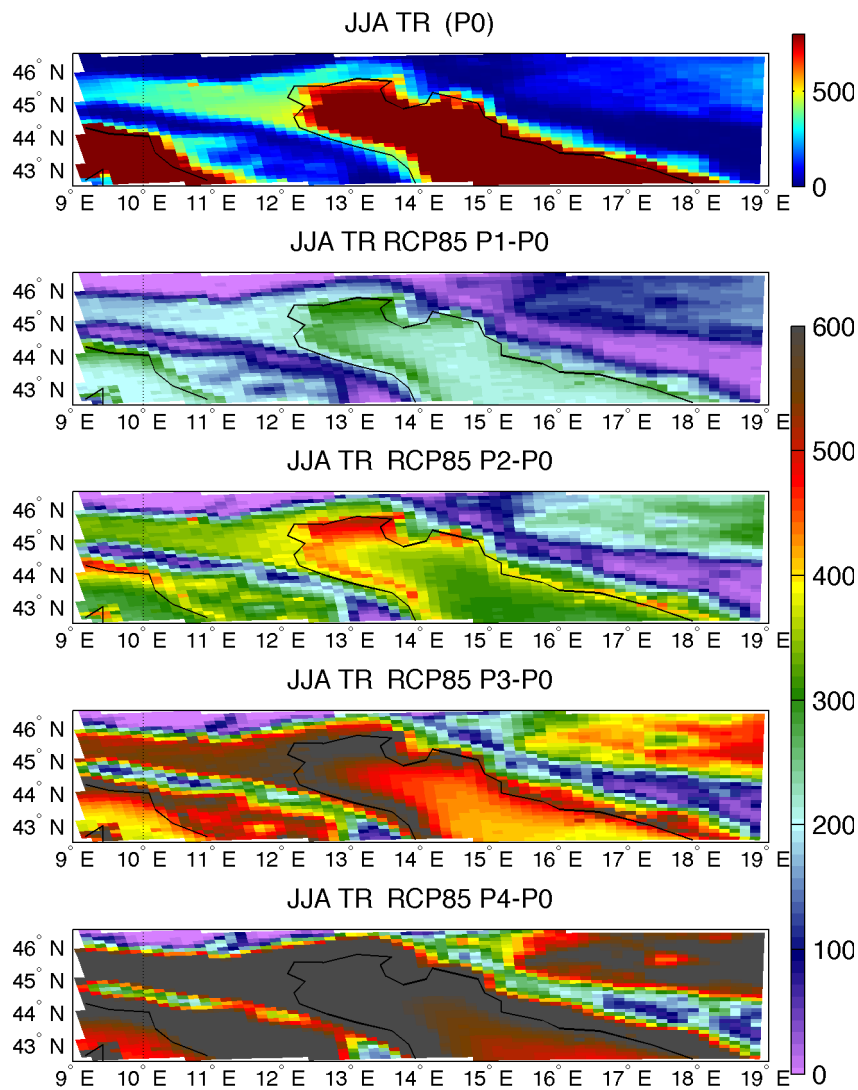 JJA TR (P0)
46° N
45° N
44° N
43° N
9° E 10° E 11° E 12° E 13° E 14° E 15° E 16° E 17° E 18° E 19° E
500
0
JJA TR RCP85 P1-P0
46° N
45° N
44° N
43° N
9° E 10° E 11° E 12° E 13° E 14° E 15° E 16° E 17° E 18° E 19° E
JJA TR RCP85 P2-P0
46° N
45° N
44° N
43° N
9° E 10° E 11° E 12° E 13° E 14° E 15° E 16° E 17° E 18° E 19° E
JJA TR RCP85 P3-P0
46° N
45° N
44° N
43° N
9° E 10° E 11° E 12° E 13° E 14° E 15° E 16° E 17° E 18° E 19° E
JJA TR RCP85 P4-P0
46° N
45° N
44° N
43° N
9° E 10° E 11° E 12° E 13° E 14° E 15° E 16° E 17° E 18° E 19° E
600
500
400
300
200
100
0